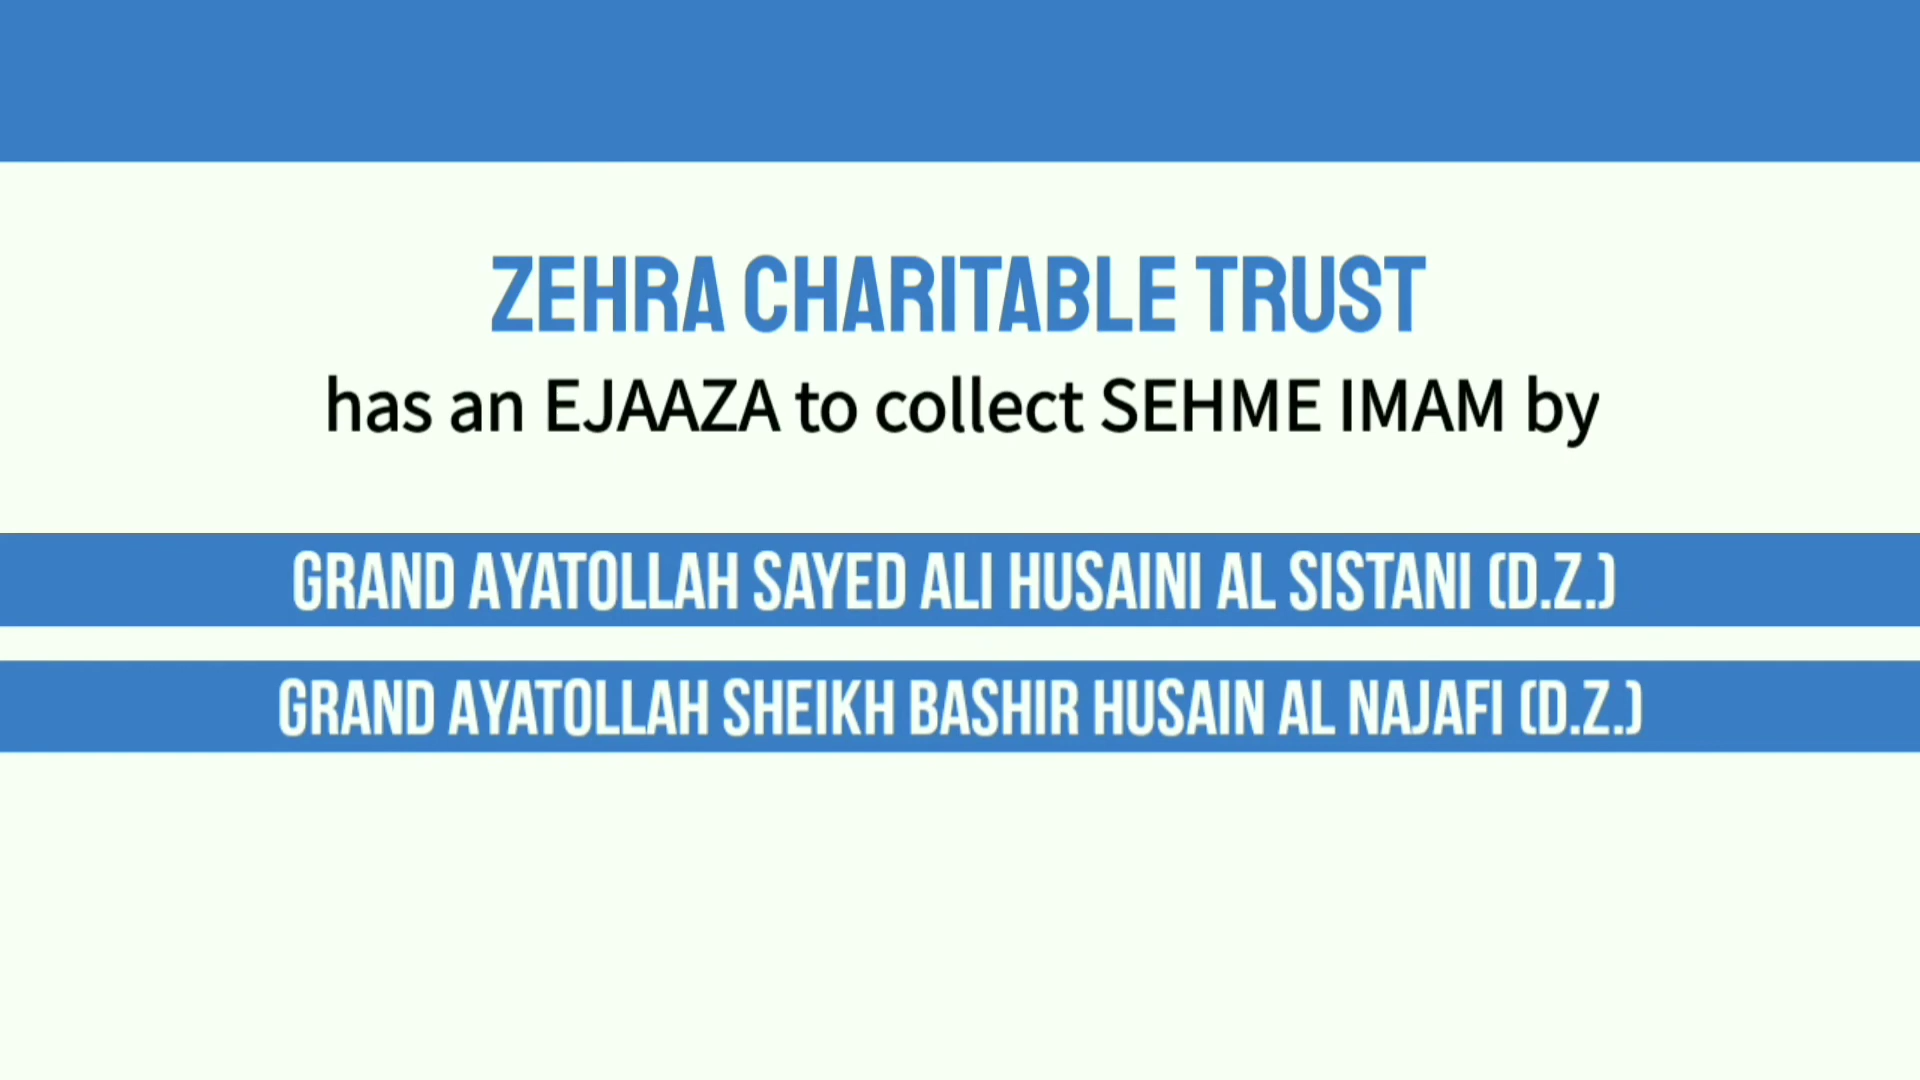 ZEHRA CHARITABLE TRUST
has an EJAAZA to collect SEHME IMAM by
GRAND AYATOLLAH SAYED ALI HUSAINI AL SISTANI (D.Z.)
GRAND AYATOLLAH SHEIKH BASHIR HUSAIN AL NAJAFI (D.Z.)